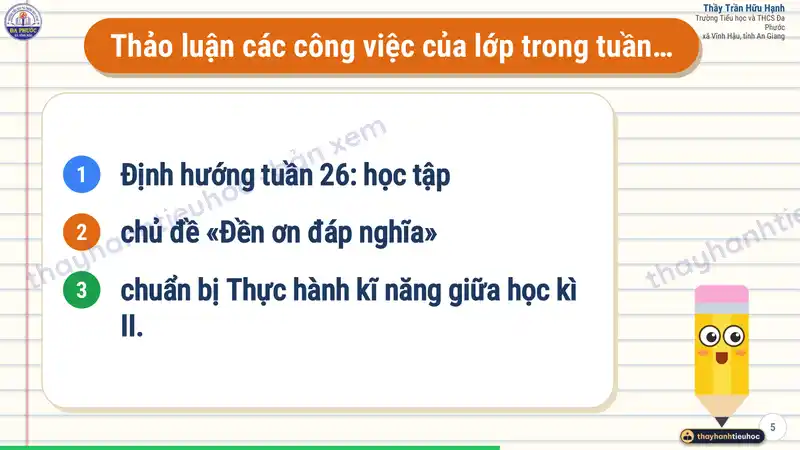 Thầy Trần Hữu Hạnh
Trường Tiểu học và THCS Đa
Phước
xã Vĩnh Hậu, tỉnh An Giang
ĐA PHƯỚC
Thảo luận các công việc của lớp trong tuần...
1 Định hướng tuần 26: học tập
2 chủ đề «Đền ơn đáp nghĩa»
3 chuẩn bị Thực hành kĩ năng giữa học kì
II.
5
thayhanhtieuhoc